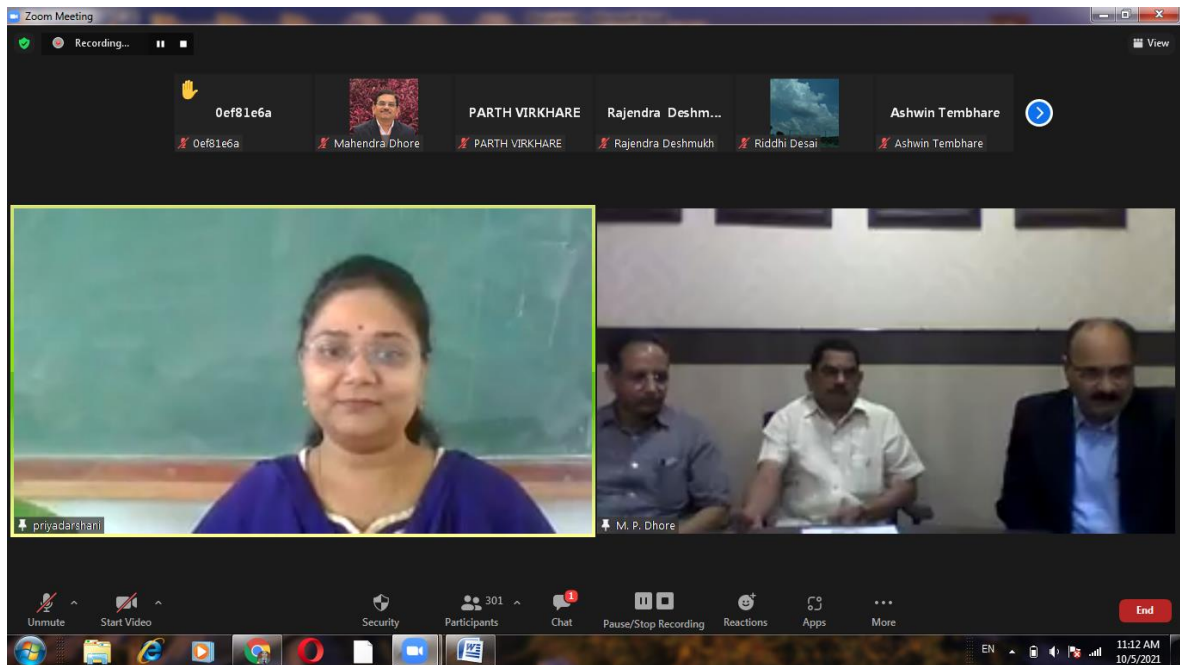 Zoom Meeting
Recording...
View
0ef81e6a
PARTH VIRKHARE
Rajendra Deshm...
Ashwin Tembhare
0ef81e6a
Mahendra Dhore
PARTH VIRKHARE
Rajendra Deshmukh
Riddhi Desai
Ashwin Tembhare
priyadarshani
M. P. Dhore
301
1
Unmute
Start Video
Security
Participants
Chat
Pause/Stop Recording
Reactions
Apps
More
End
EN
11:12 AM
10/5/2021